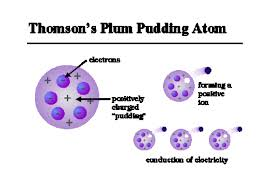 Thomson's Plum Pudding Atom
electrons
positively
charged
"pudding"
forming a
positive
ion
conduction of electricity